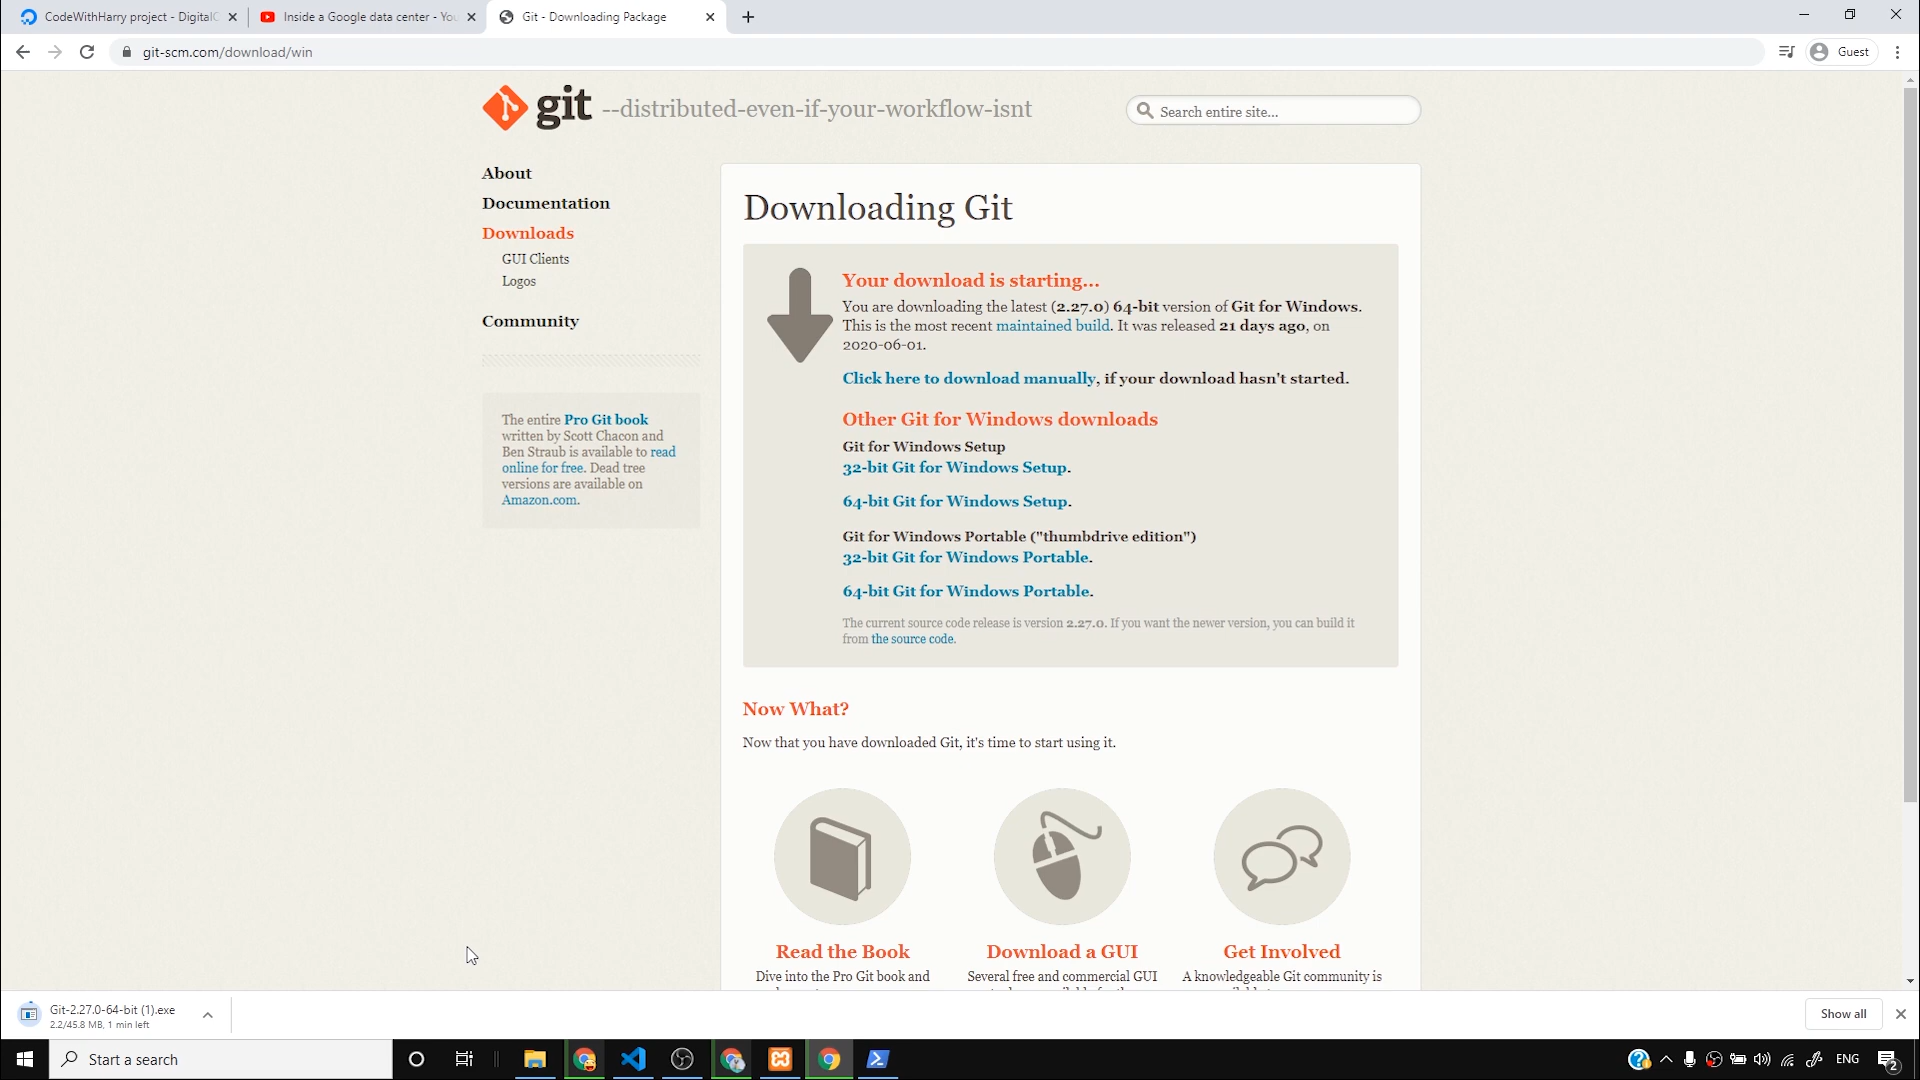 CodeWithHarry project - DigitalC
Inside a Google data center - You
Git - Downloading Package
git-scm.com/download/win
Guest
git --distributed-even-if-your-workflow-isnt
Search entire site...
About
Documentation
Downloads
GUI Clients
Logos
Community
The entire Pro Git book
written by Scott Chacon and
Ben Straub is available to read
online for free. Dead tree
versions are available on
Amazon.com.
Downloading Git
Your download is starting...
You are downloading the latest (2.27.0) 64-bit version of Git for Windows.
This is the most recent maintained build. It was released 21 days ago, on
2020-06-01.
Click here to download manually, if your download hasn't started.
Other Git for Windows downloads
Git for Windows Setup
32-bit Git for Windows Setup.
64-bit Git for Windows Setup.
Git for Windows Portable ("thumbdrive edition")
32-bit Git for Windows Portable.
64-bit Git for Windows Portable.
The current source code release is version 2.27.0. If you want the newer version, you can build it
from the source code.
Now What?
Now that you have downloaded Git, it's time to start using it.
Read the Book
Dive into the Pro Git book and
Download a GUI
Several free and commercial GUI
Get Involved
A knowledgeable Git community is
Git-2.27.0-64-bit (1).exe
2.2/45.8 MB, 1 min left
Show all
Start a search
ENG
2